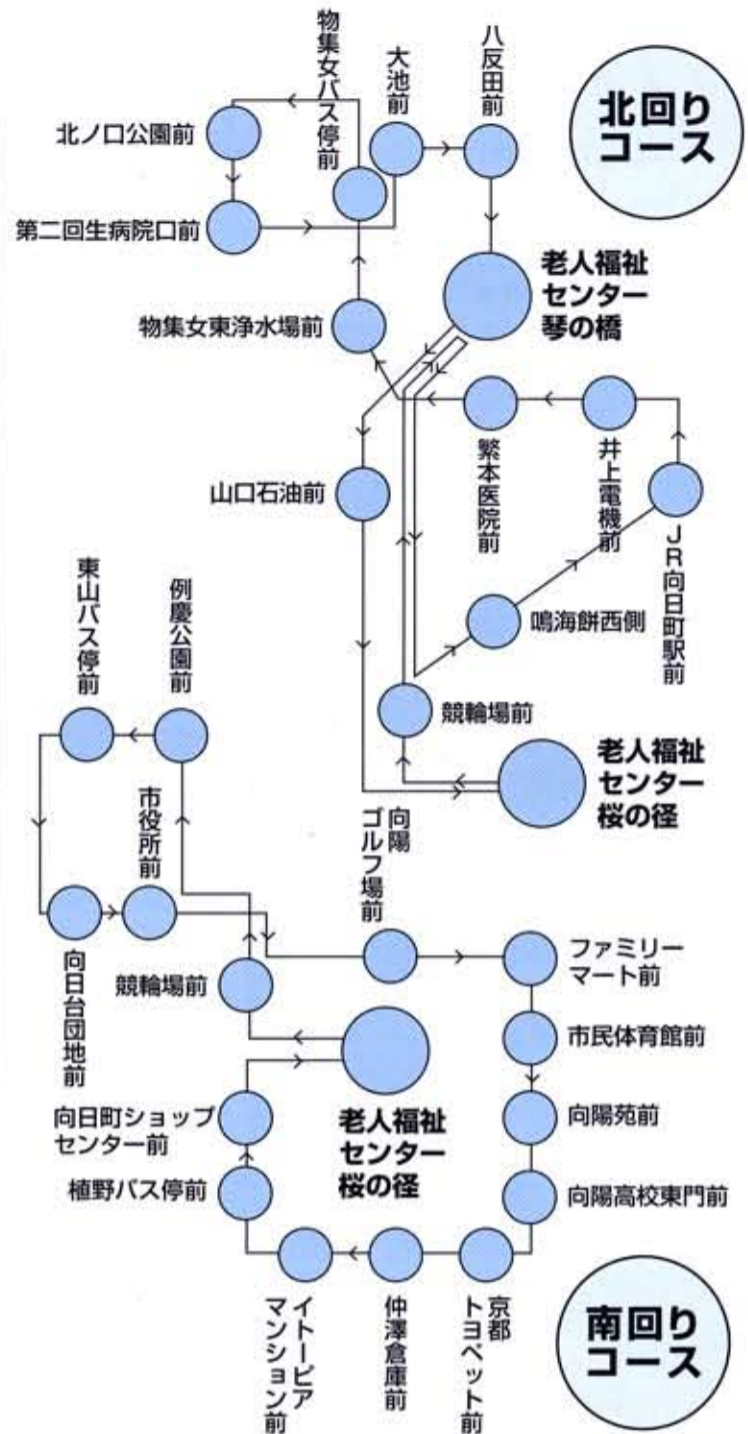 北回り
コース
物集女バス停前
大池前
八反田前
北ノ口公園前
第二回生病院口前
老人福祉
センター
琴の橋
物集女東浄水場前
山口石油前
繁本医院前
井上電機前
JR向日町駅前
鳴海餅西側
競輪場前
老人福祉
センター
桜の径
東山バス停前
例慶公園前
市役所前
向日台団地前
競輪場前
向陽
ゴルフ場前
ファミリー
マート前
市民体育館前
向陽苑前
向陽高校東門前
老人福祉
センター
桜の径
向日町ショップ
センター前
植野バス停前
イトーピア
マンション前
仲澤倉庫前
京都
トヨペット前
南回り
コース